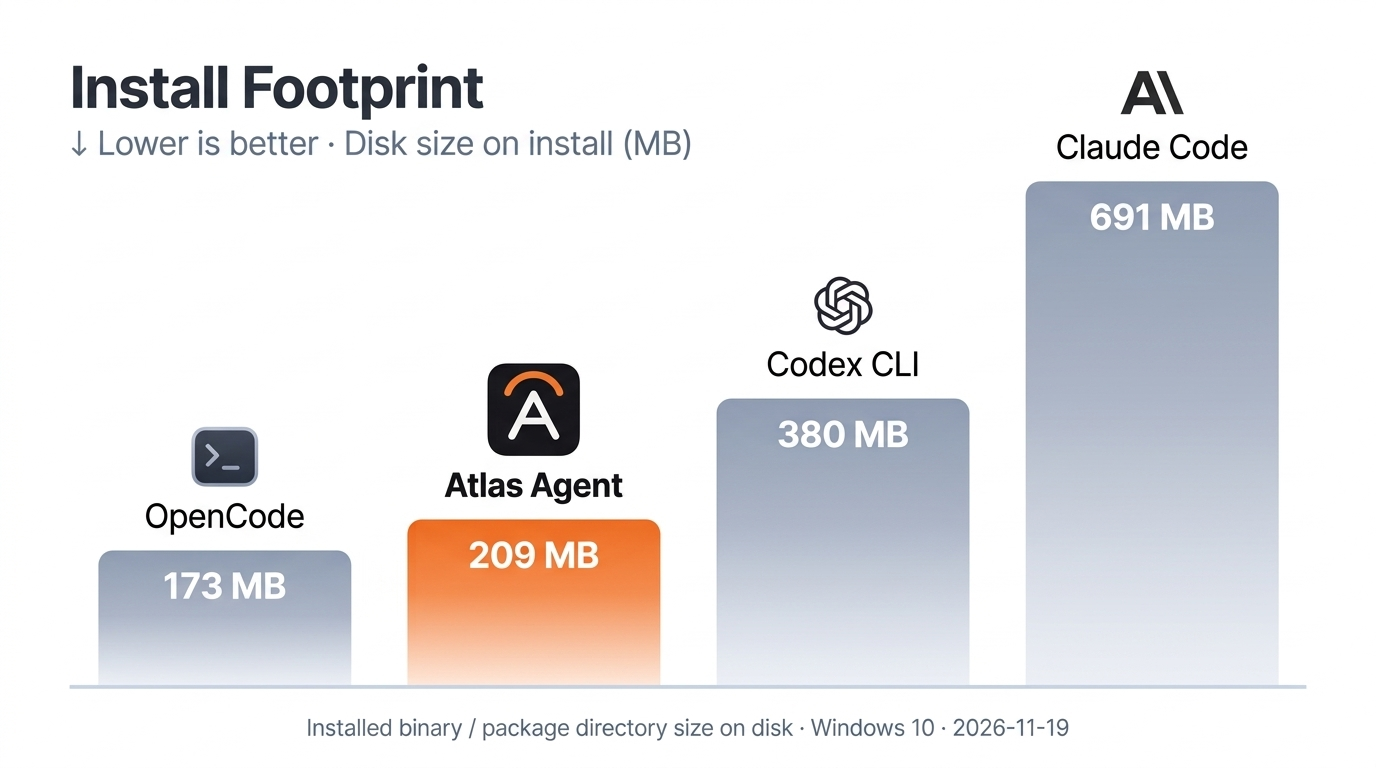 Install Footprint
↓ Lower is better · Disk size on install (MB)
Claude Code
691 MB
Codex CLI
380 MB
Atlas Agent
209 MB
OpenCode
173 MB
Installed binary / package directory size on disk · Windows 10 · 2026-11-19